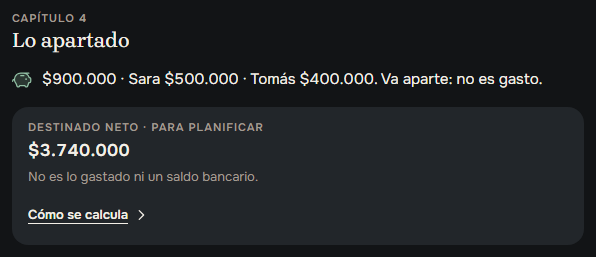 CAPÍTULO 4
Lo apartado
$900.000 · Sara $500.000 · Tomás $400.000. Va aparte: no es gasto.
DESTINADO NETO · PARA PLANIFICAR
$3.740.000
No es lo gastado ni un saldo bancario.
Cómo se calcula